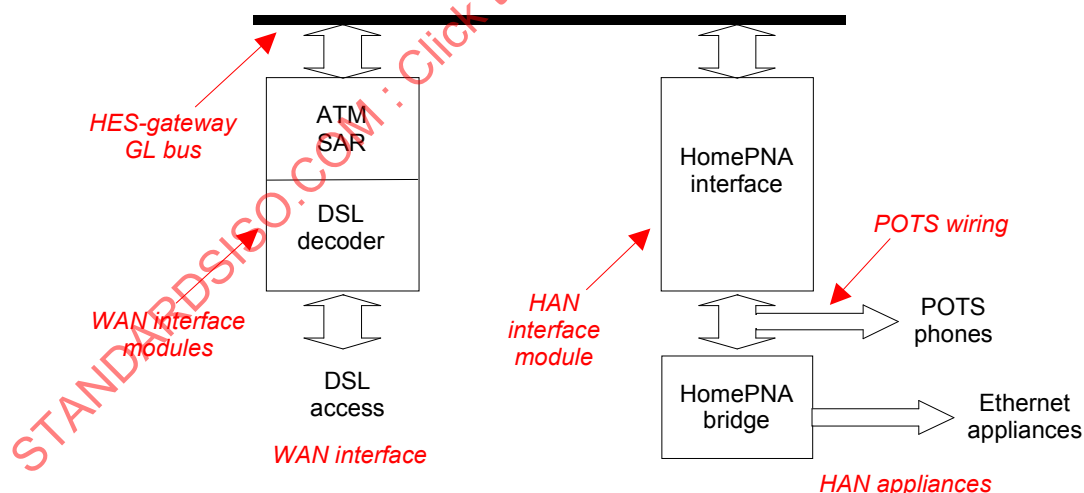 HES-gateway
GL bus
ATM
SAR
DSL
decoder
WAN interface
modules
DSL
access
WAN interface
HomePNA
interface
POTS wiring
HAN
interface
module
POTS
phones
HomePNA
bridge
Ethernet
appliances
HAN appliances
STANDARDSISO.COM : Click to